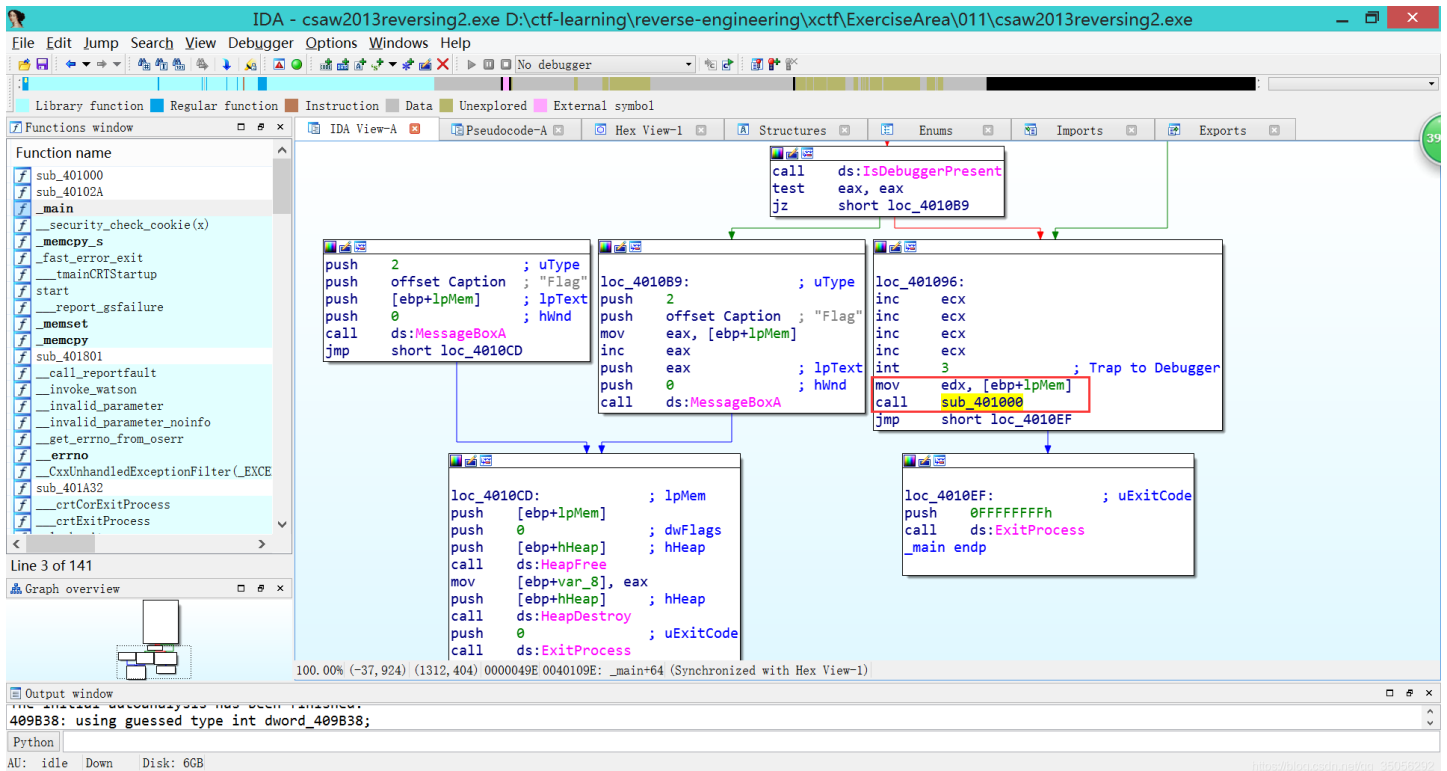 IDA - csaw2013reversing2.exe D:\ctf-learning\reverse-engineering\xctf\ExerciseArea\011\csaw2013reversing2.exe
File Edit Jump Search View Debugger Options Windows Help
No debugger
Library function Regular function Instruction Data Unexplored External symbol
Functions window
IDA View-A Pseudocode-A Hex View-1 Structures Enums Imports Exports
39
Function name
sub_401000
sub_40102A
_main
__security_check_cookie(x)
_memcpy_s
_fast_error_exit
___tmainCRTStartup
start
___report_gsfailure
_memset
_memcpy
sub_401801
__call_reportfault
__invoke_watson
__invalid_parameter
__invalid_parameter_noinfo
__get_errno_from_oserr
__errno
__CxxUnhandledExceptionFilter(_EXCE
sub_401A32
___crtCorExitProcess
___crtExitProcess
Line 3 of 141
Graph overview
call ds:IsDebuggerPresent
test eax, eax
jz short loc_4010B9
push 2 ; uType
push offset Caption ; "Flag"
push [ebp+lpMem] ; lpText
push 0 ; hWnd
call ds:MessageBoxA
jmp short loc_4010CD
loc_4010B9: ; uType
push 2
push offset Caption ; "Flag"
mov eax, [ebp+lpMem]
inc eax
push eax ; lpText
push 0 ; hWnd
call ds:MessageBoxA
loc_401096:
inc ecx
inc ecx
inc ecx
inc ecx
int 3 ; Trap to Debugger
mov edx, [ebp+lpMem]
call sub_401000
jmp short loc_4010EF
loc_4010CD: ; lpMem
push [ebp+lpMem]
push 0 ; dwFlags
push [ebp+hHeap] ; hHeap
call ds:HeapFree
mov [ebp+var_8], eax
push [ebp+hHeap] ; hHeap
call ds:HeapDestroy
push 0 ; uExitCode
call ds:ExitProcess
loc_4010EF: ; uExitCode
push 0FFFFFFFFh
call ds:ExitProcess
_main endp
100.00% (-37,924) (1312,404) 0000049E 0040109E: _main+64 (Synchronized with Hex View-1)
Output window
The initial autoanalysis has been finished.
409B38: using guessed type int dword_409B38;
Python
AU: idle Down Disk: 6GB